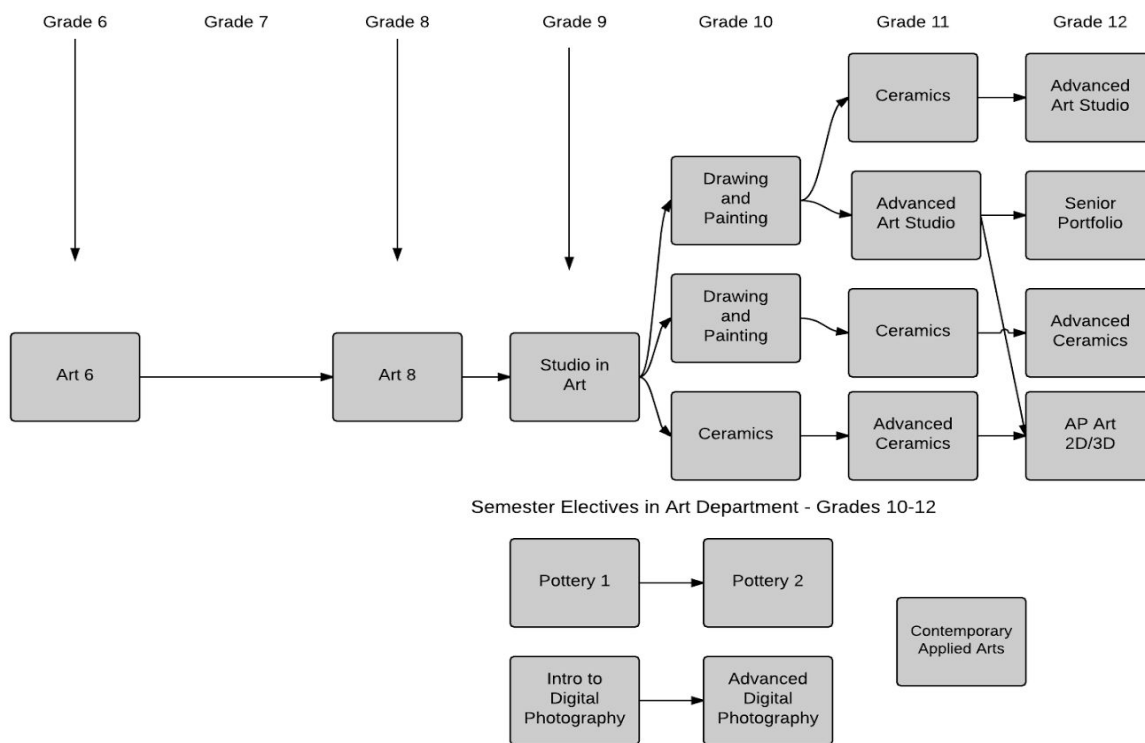 Grade 6
Grade 7
Grade 8
Grade 9
Grade 10
Grade 11
Grade 12
Ceramics
Advanced
Art Studio
Drawing
and
Painting
Advanced
Art Studio
Senior
Portfolio
Drawing
and
Painting
Ceramics
Advanced
Ceramics
Art 6
Art 8
Studio in
Art
Ceramics
Advanced
Ceramics
AP Art
2D/3D
Semester Electives in Art Department - Grades 10-12
Pottery 1
Pottery 2
Contemporary
Applied Arts
Intro to
Digital
Photography
Advanced
Digital
Photography